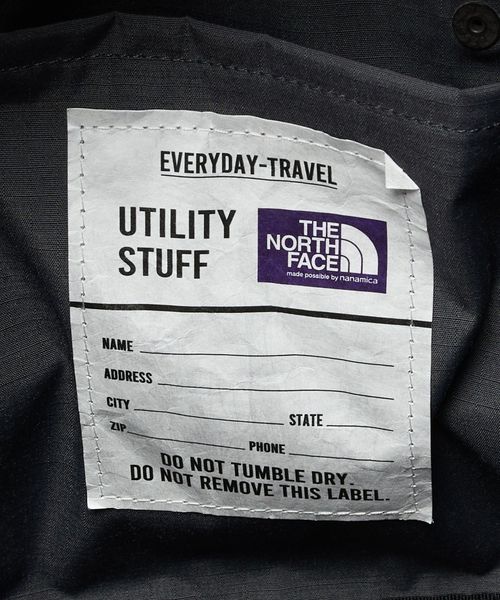 EVERYDAY-TRAVEL
UTILITY
STUFF
THE
NORTH
FACE
made possible by nanamica
NAME
ADDRESS
CITY STATE
ZIP PHONE
DO NOT TUMBLE DRY.
DO NOT REMOVE THIS LABEL.